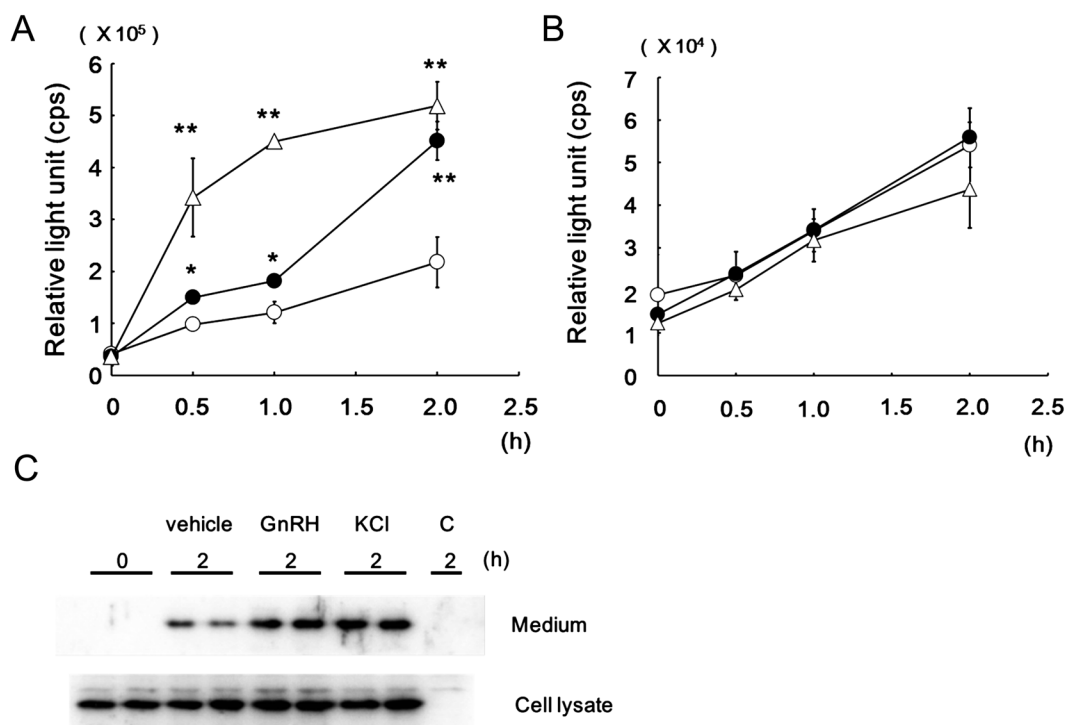 A
( X 10⁵ )
Relative light unit (cps)
6
5
4
3
2
1
0
**
**
**
**
*
*
0 0.5 1.0 1.5 2.0 2.5
(h)
B
( X 10⁴ )
Relative light unit (cps)
7
6
5
4
3
2
1
0
0 0.5 1.0 1.5 2.0 2.5
(h)
C
vehicle GnRH KCl C
0 2 2 2 2 (h)
Medium
Cell lysate